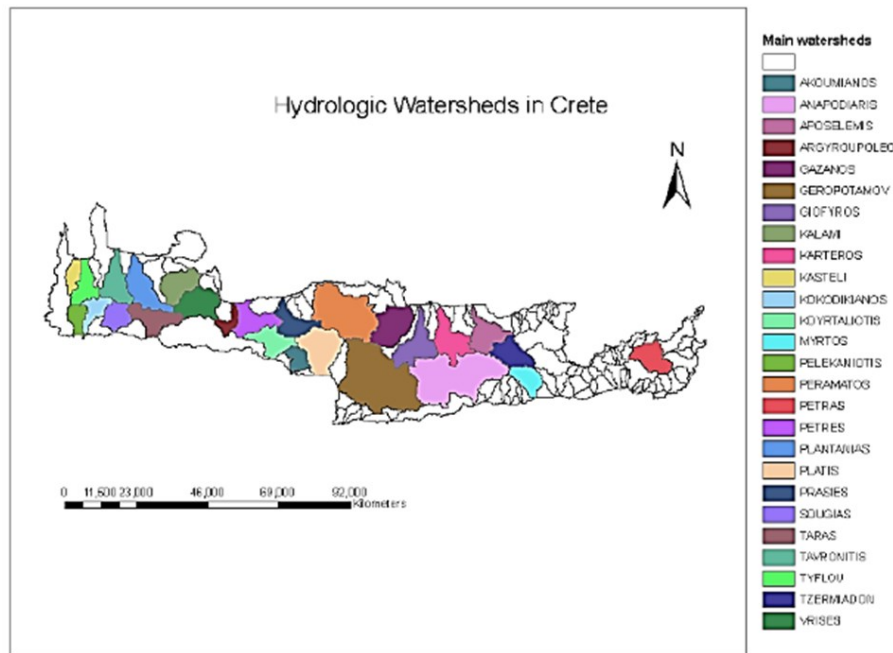 Hydrologic Watersheds in Crete
N
0 11,500 23,000 46,000 69,000 92,000
Kilometers
Main watersheds
AKOUMIANOS
ANAPODIARIS
APOSELEMIS
ARGYROUPOLEO
GAZANOS
GEROPOTAMOV
GIOFYROS
KALAMI
KARTEROS
KASTELI
KOKODIKIANOS
KOYRTALIOTIS
MYRTOS
PELEKANIOTIS
PERAMATOS
PETRAS
PETRES
PLANTANIAS
PLATIS
PRASIES
SOUGIAS
TARAS
TAVRONITIS
TYFLOU
TZERMIADON
VRISES